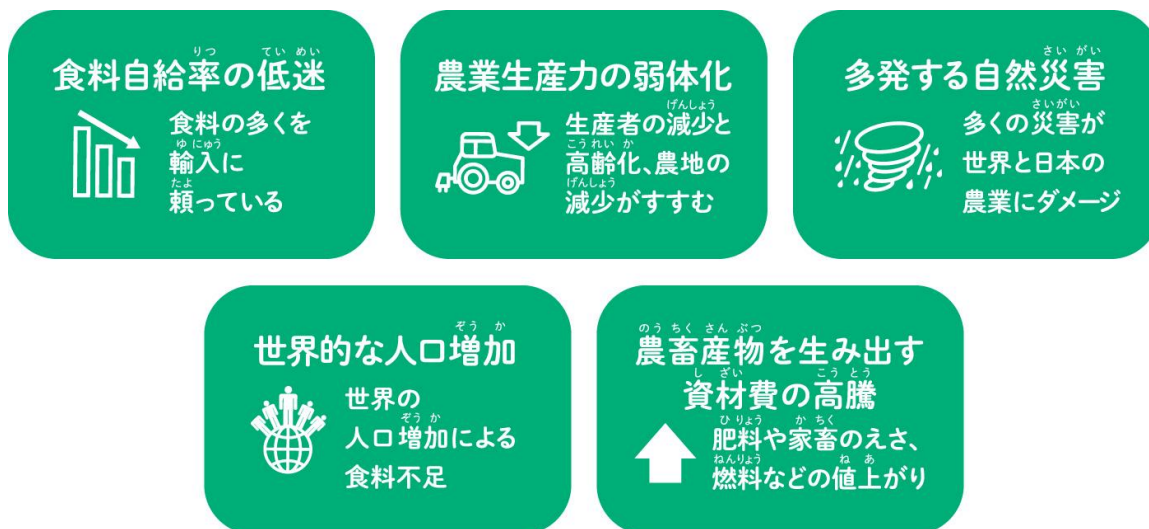 食料自給率の低迷
食料の多くを
輸入に
頼っている
農業生産力の弱体化
生産者の減少と
高齢化、農地の
減少がすすむ
多発する自然災害
多くの災害が
世界と日本の
農業にダメージ
世界的な人口増加
世界の
人口増加による
食料不足
農畜産物を生み出す
資材費の高騰
肥料や家畜のえさ、
燃料などの値上がり